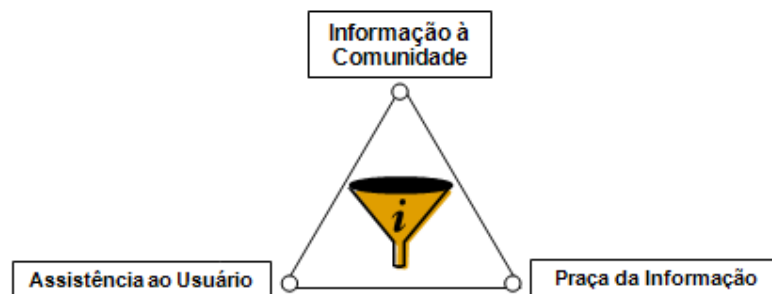 Informação à
Comunidade
i
Assistência ao Usuário
Praça da Informação